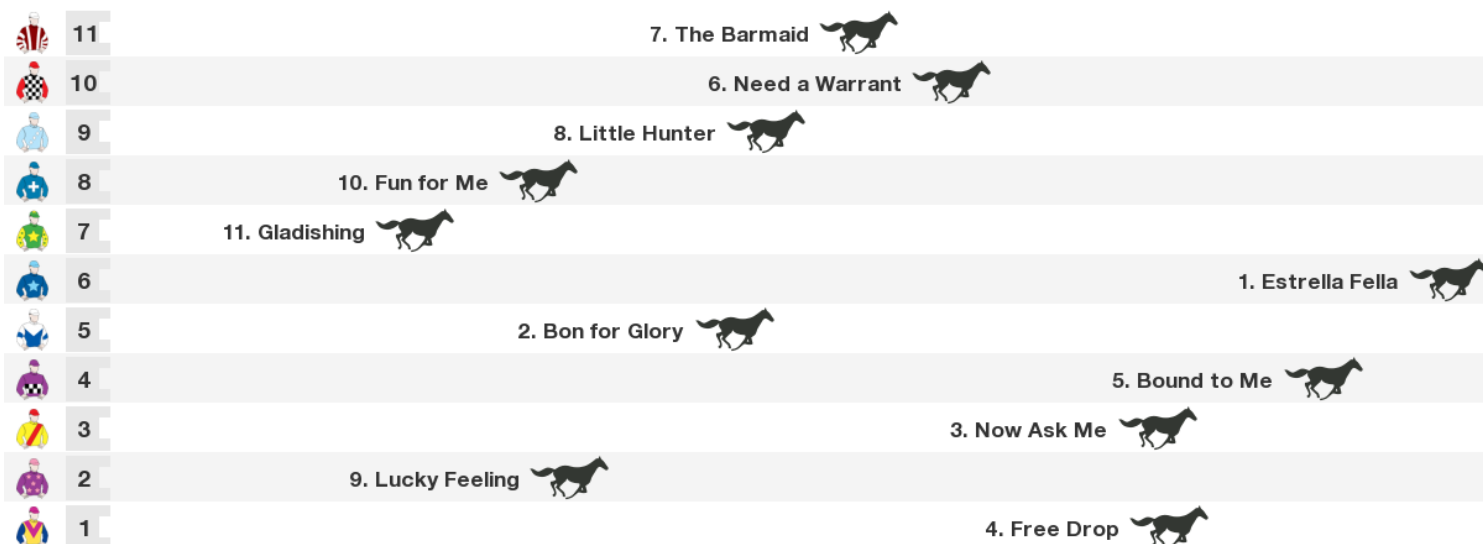 11 7. The Barmaid
10 6. Need a Warrant
9 8. Little Hunter
8 10. Fun for Me
7 11. Gladishing
6 1. Estrella Fella
5 2. Bon for Glory
4 5. Bound to Me
3 3. Now Ask Me
2 9. Lucky Feeling
1 4. Free Drop